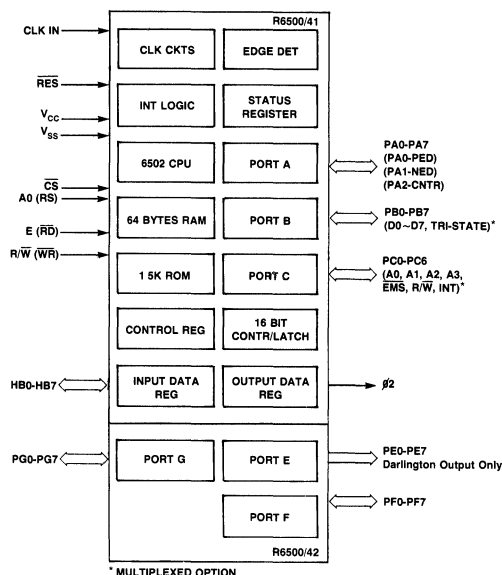 R6500/41
CLK IN
CLK CKTS
EDGE DET
RES
INT LOGIC
STATUS
REGISTER
VCC
VSS
6502 CPU
PORT A
PA0-PA7
(PA0-PED)
(PA1-NED)
(PA2-CNTR)
CS
A0 (RS)
64 BYTES RAM
PORT B
PB0-PB7
(D0~D7, TRI-STATE)*
E (RD)
R/W (WR)
1 5K ROM
PORT C
PC0-PC6
(A0, A1, A2, A3,
EMS, R/W, INT)*
CONTROL REG
16 BIT
CONTR/LATCH
HB0-HB7
INPUT DATA
REG
OUTPUT DATA
REG
ø2
PG0-PG7
PORT G
PORT E
PE0-PE7
Darlington Output Only
PORT F
PF0-PF7
R6500/42
* MULTIPLEXED OPTION